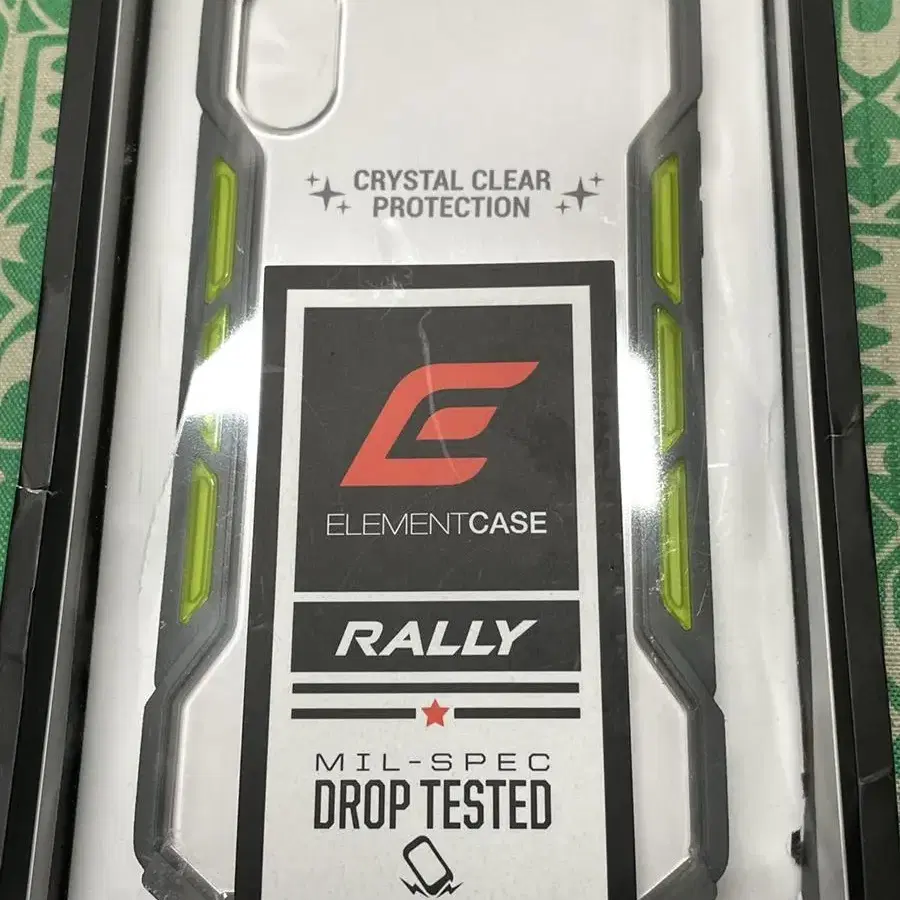 CRYSTAL CLEAR
PROTECTION
ELEMENTCASE
RALLY
MIL-SPEC
DROP TESTED